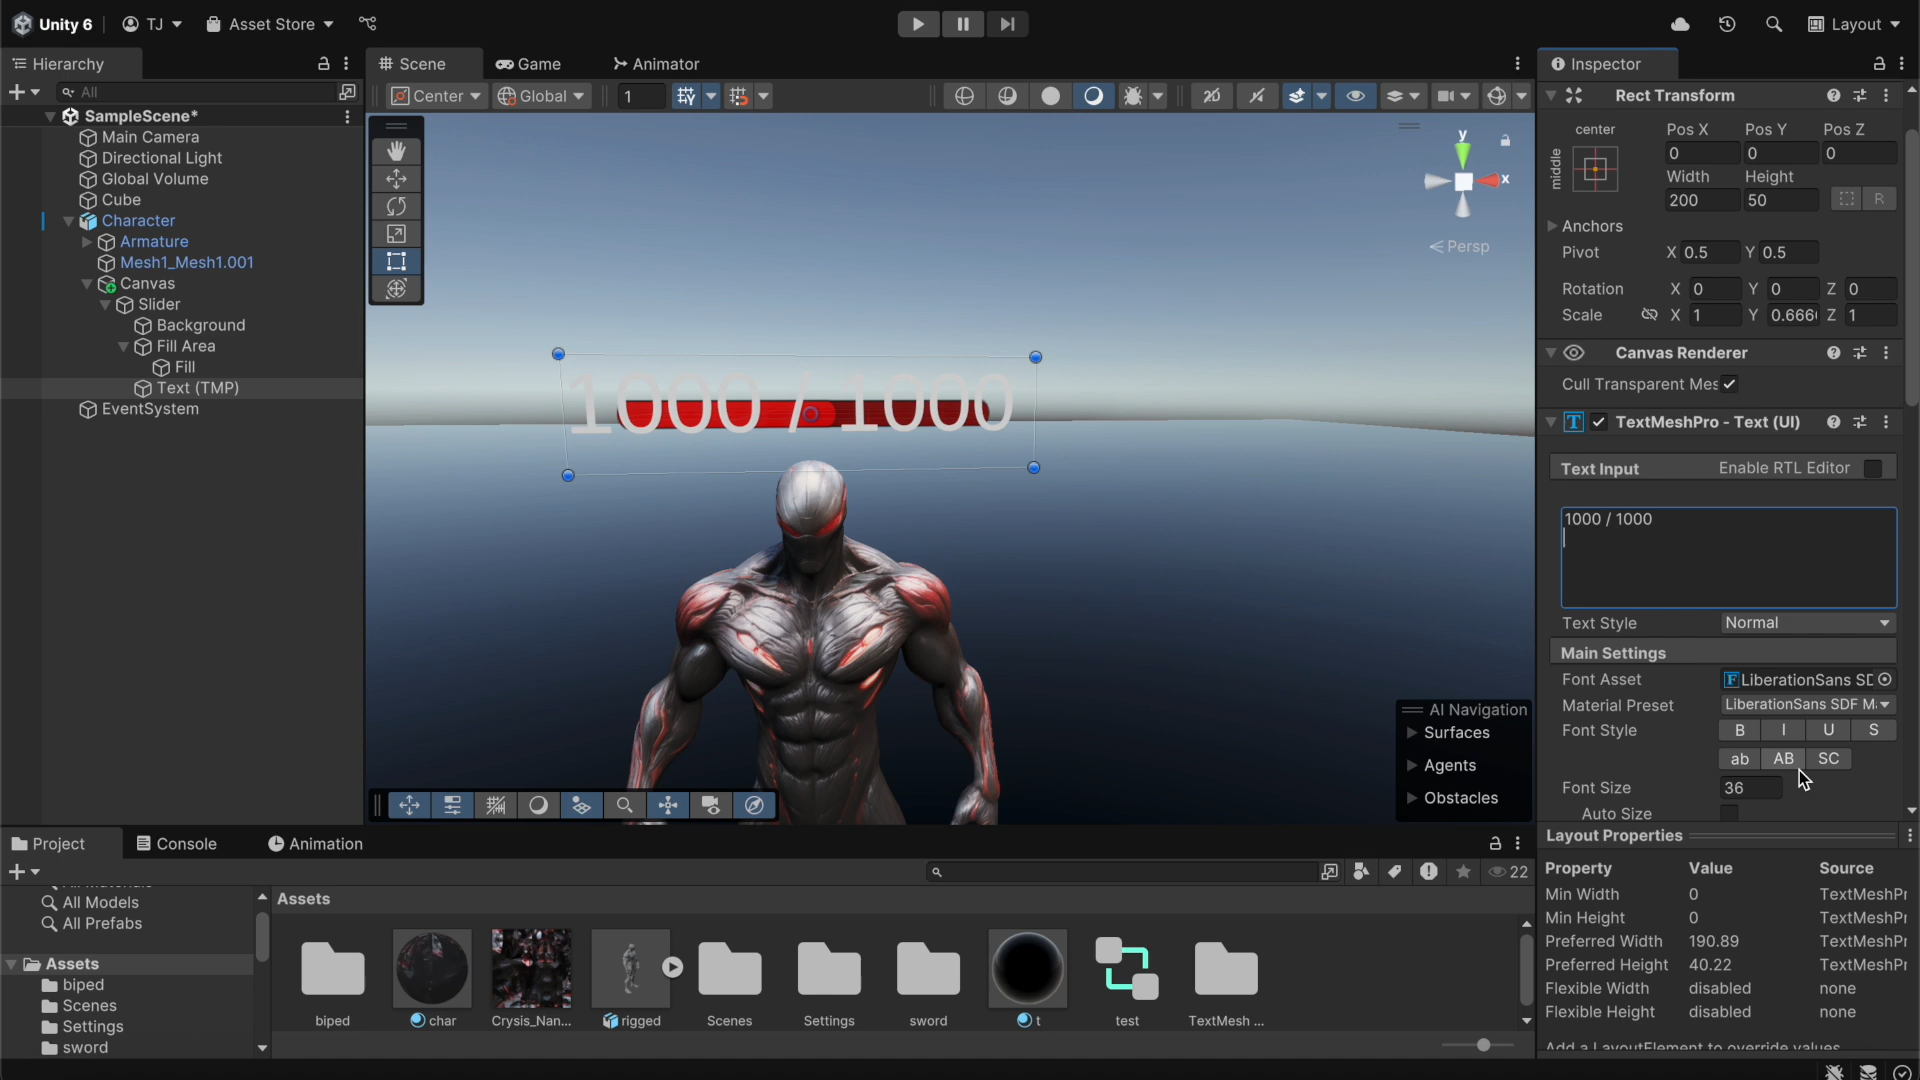 Unity 6
TJ
Asset Store
Layout
Hierarchy
All
SampleScene*
Main Camera
Directional Light
Global Volume
Cube
Character
Armature
Mesh1_Mesh1.001
Canvas
Slider
Background
Fill Area
Fill
Text (TMP)
EventSystem
Scene
Game
Animator
Center
Global
1
2D
y
x
Persp
1000 / 1000
AI Navigation
Surfaces
Agents
Obstacles
Inspector
Rect Transform
center
middle
Pos X
Pos Y
Pos Z
0
0
0
Width
Height
200
50
R
Anchors
Pivot
X 0.5
Y 0.5
Rotation
X 0
Y 0
Z 0
Scale
X 1
Y 0.666
Z 1
Canvas Renderer
Cull Transparent Mes
TextMeshPro - Text (UI)
Text Input
Enable RTL Editor
1000 / 1000
Text Style
Normal
Main Settings
Font Asset
F LiberationSans SD
Material Preset
LiberationSans SDF M
Font Style
B I U S
ab AB SC
Font Size
36
Auto Size
Layout Properties
Property
Value
Source
Min Width
0
TextMeshPr
Min Height
0
TextMeshPr
Preferred Width
190.89
TextMeshPr
Preferred Height
40.22
TextMeshPr
Flexible Width
disabled
none
Flexible Height
disabled
none
Add a LayoutElement to override values
Project
Console
Animation
22
All Materials
All Models
All Prefabs
Assets
biped
Scenes
Settings
sword
Assets
biped
char
Crysis_Nan...
rigged
Scenes
Settings
sword
t
test
TextMesh ...